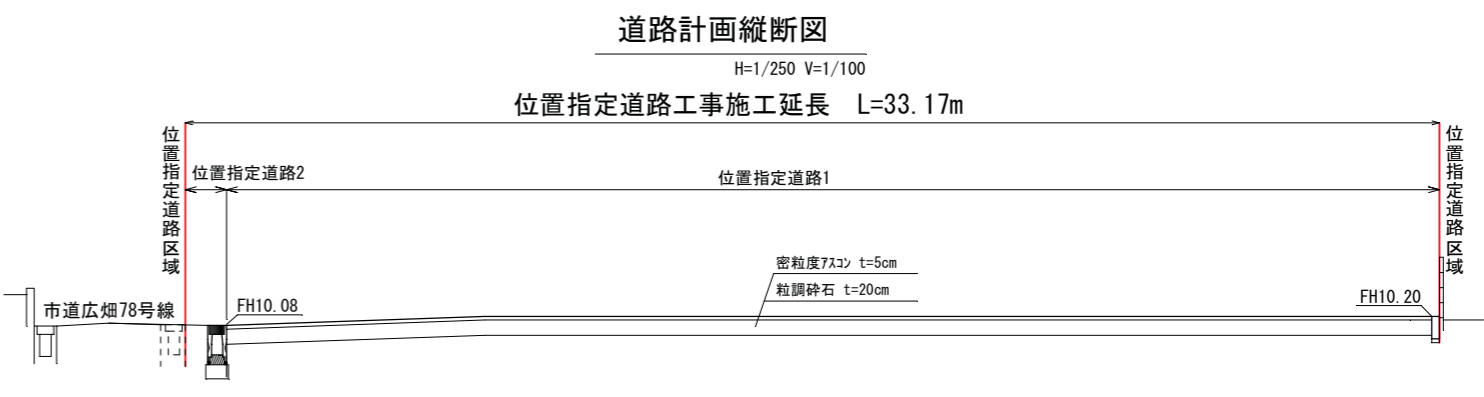 道路計画縦断図
H=1/250 V=1/100
位置指定道路工事施工延長　L=33.17m
位置指定道路区域
位置指定道路2
位置指定道路1
位置指定道路区域
密粒度ｱｽｺﾝ t=5cm
粒調砕石 t=20cm
市道広畑78号線
FH10.08
FH10.20